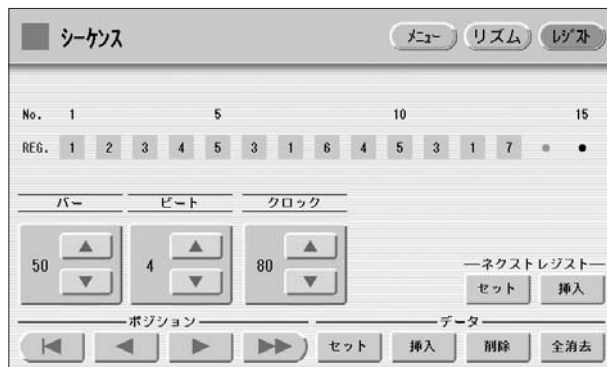 シーケンス メニュー リズム レジスト
No. 1 5 10 15
REG. 1 2 3 4 5 3 1 6 4 5 3 1 7
バー ビート クロック
50 4 80
ネクストレジスト
セット 挿入
ポジション データ
セット 挿入 削除 全消去